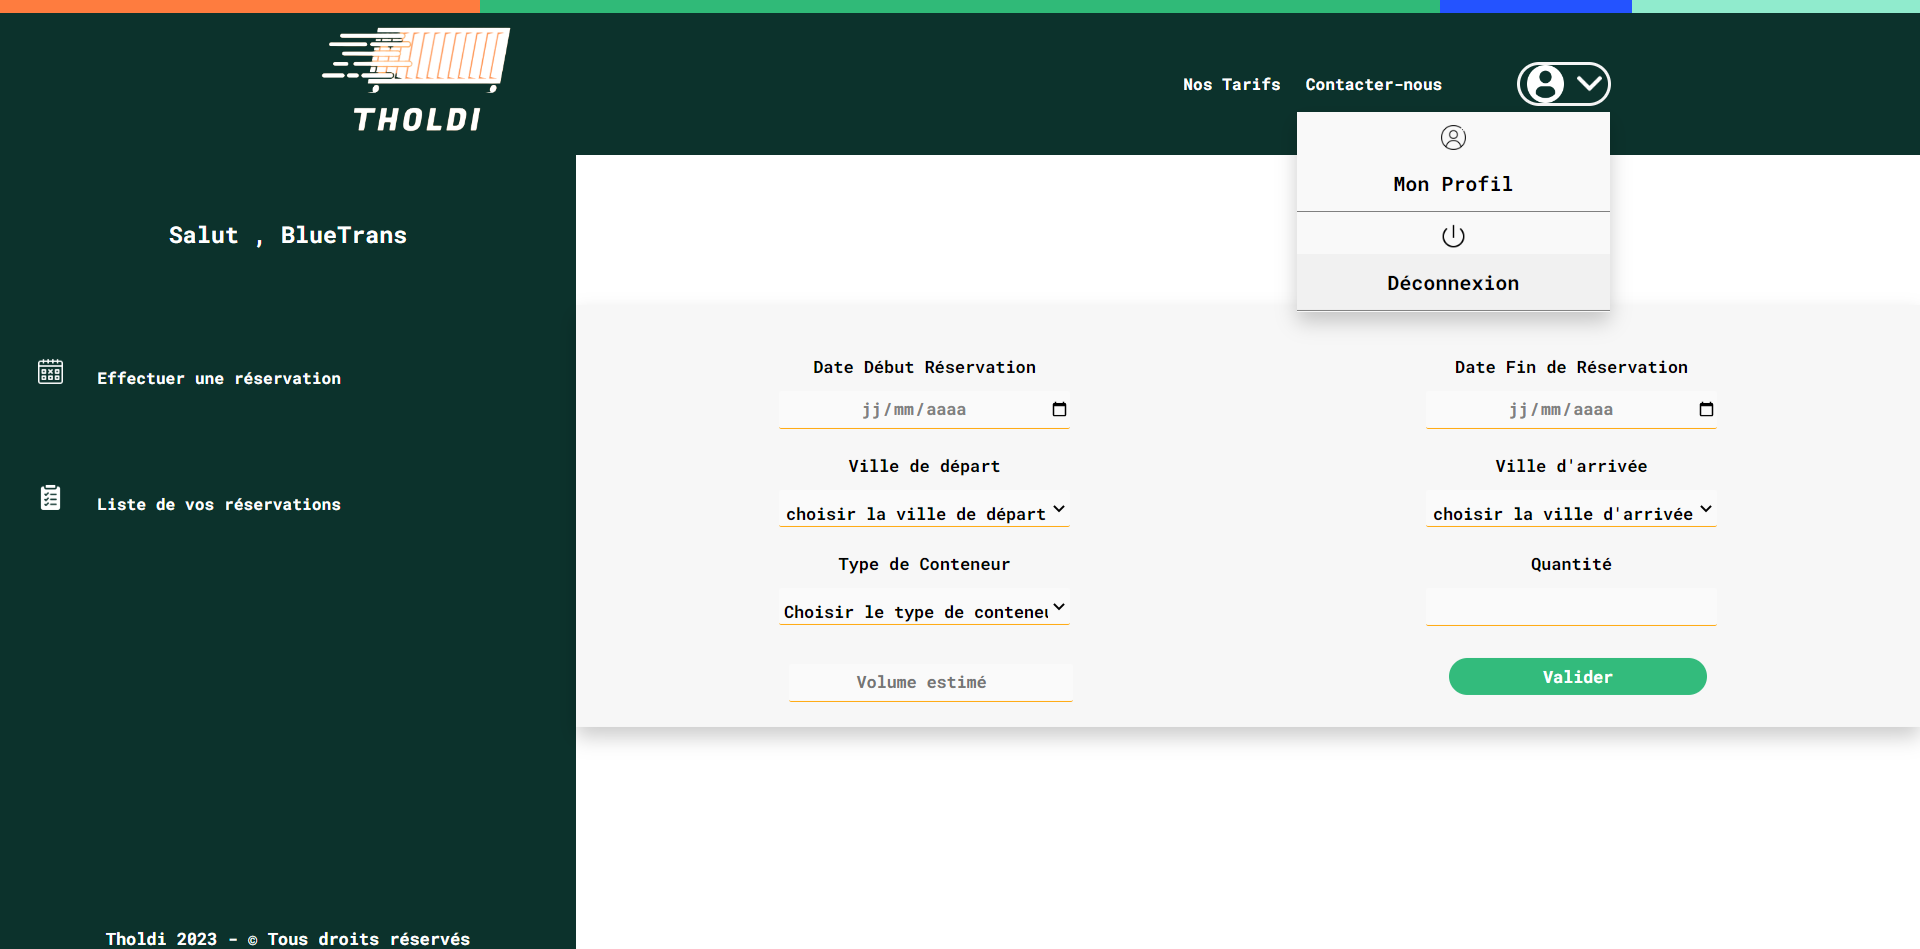 THOLDI
Nos Tarifs Contacter-nous
Mon Profil
Déconnexion
Salut , BlueTrans
Effectuer une réservation
Liste de vos réservations
Date Début Réservation
jj/mm/aaaa
Date Fin de Réservation
jj/mm/aaaa
Ville de départ
choisir la ville de départ
Ville d'arrivée
choisir la ville d'arrivée
Type de Conteneur
Choisir le type de conteneu
Quantité
Volume estimé
Valider
Tholdi 2023 - © Tous droits réservés